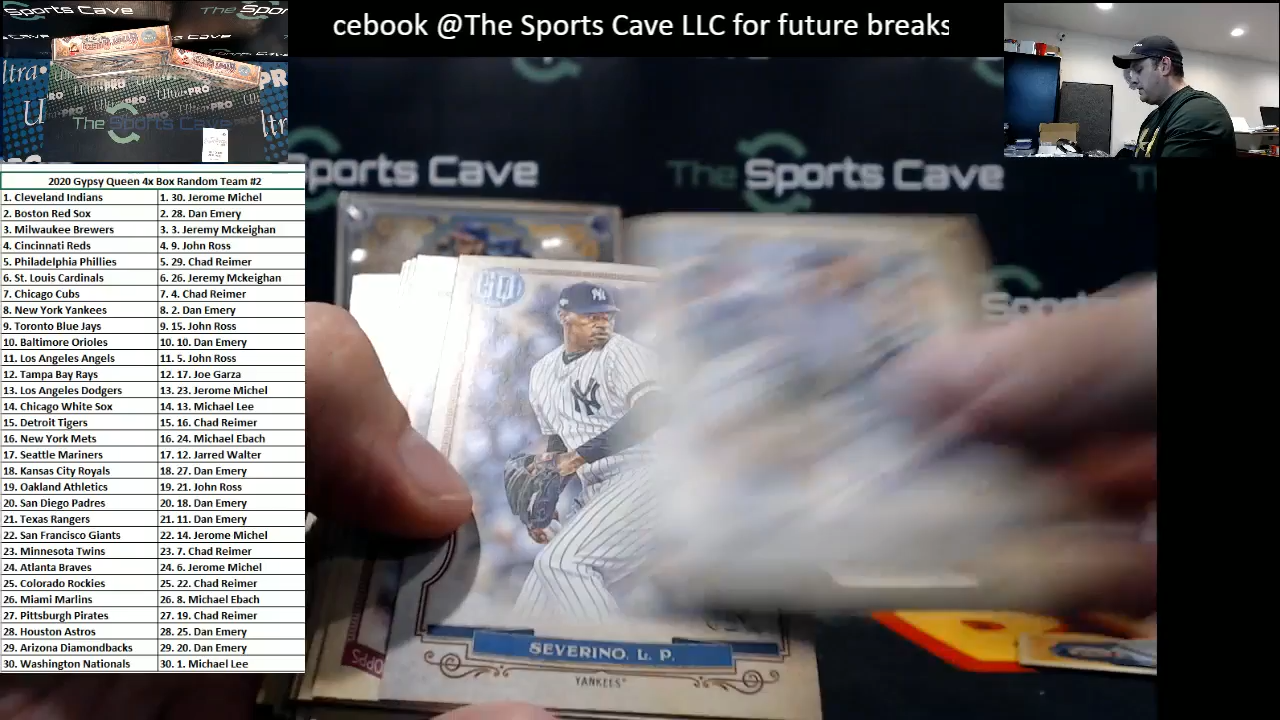 cebook @The Sports Cave LLC for future breaks
The Sports Cave
PRO
ltra•
Ultra•PRO
The Sports Cave
ports Cave
The Sports Cave
The
Sports
2020 Gypsy Queen 4x Box Random Team #2
1. Cleveland Indians 1. 30. Jerome Michel
2. Boston Red Sox 2. 28. Dan Emery
3. Milwaukee Brewers 3. 3. Jeremy Mckeighan
4. Cincinnati Reds 4. 9. John Ross
5. Philadelphia Phillies 5. 29. Chad Reimer
6. St. Louis Cardinals 6. 26. Jeremy Mckeighan
7. Chicago Cubs 7. 4. Chad Reimer
8. New York Yankees 8. 2. Dan Emery
9. Toronto Blue Jays 9. 15. John Ross
10. Baltimore Orioles 10. 10. Dan Emery
11. Los Angeles Angels 11. 5. John Ross
12. Tampa Bay Rays 12. 17. Joe Garza
13. Los Angeles Dodgers 13. 23. Jerome Michel
14. Chicago White Sox 14. 13. Michael Lee
15. Detroit Tigers 15. 16. Chad Reimer
16. New York Mets 16. 24. Michael Ebach
17. Seattle Mariners 17. 12. Jarred Walter
18. Kansas City Royals 18. 27. Dan Emery
19. Oakland Athletics 19. 21. John Ross
20. San Diego Padres 20. 18. Dan Emery
21. Texas Rangers 21. 11. Dan Emery
22. San Francisco Giants 22. 14. Jerome Michel
23. Minnesota Twins 23. 7. Chad Reimer
24. Atlanta Braves 24. 6. Jerome Michel
25. Colorado Rockies 25. 22. Chad Reimer
26. Miami Marlins 26. 8. Michael Ebach
27. Pittsburgh Pirates 27. 19. Chad Reimer
28. Houston Astros 28. 25. Dan Emery
29. Arizona Diamondbacks 29. 20. Dan Emery
30. Washington Nationals 30. 1. Michael Lee
GQ
NY
SEVERINO, L. P.
YANKEES